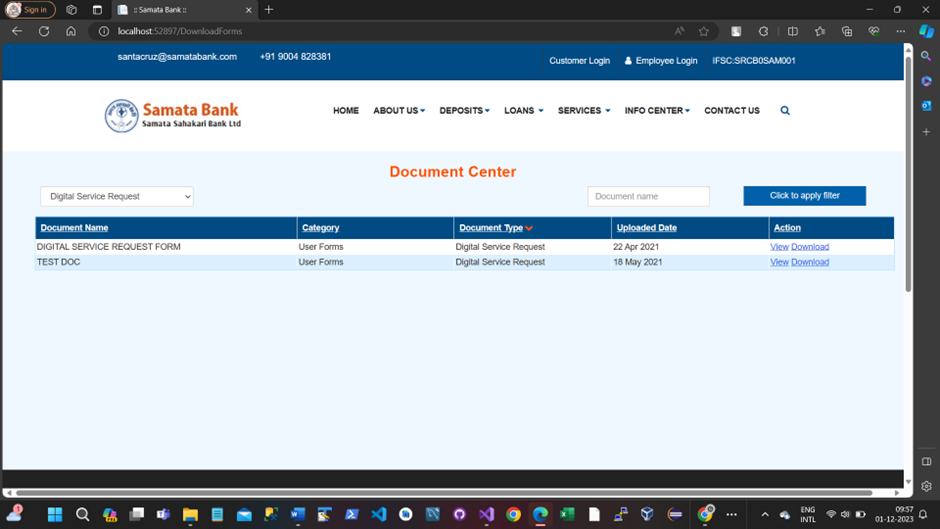 Sign in
:: Samata Bank ::
localhost:52897/DownloadForms
santacruz@samatabank.com +91 9004 828381 Customer Login Employee Login IFSC:SRCB0SAM001
Samata Bank
Samata Sahakari Bank Ltd
HOME ABOUT US DEPOSITS LOANS SERVICES INFO CENTER CONTACT US
Document Center
Digital Service Request Document name Click to apply filter
Document Name Category Document Type Uploaded Date Action
DIGITAL SERVICE REQUEST FORM User Forms Digital Service Request 22 Apr 2021 View Download
TEST DOC User Forms Digital Service Request 18 May 2021 View Download
ENG
INTL
09:57
01-12-2023